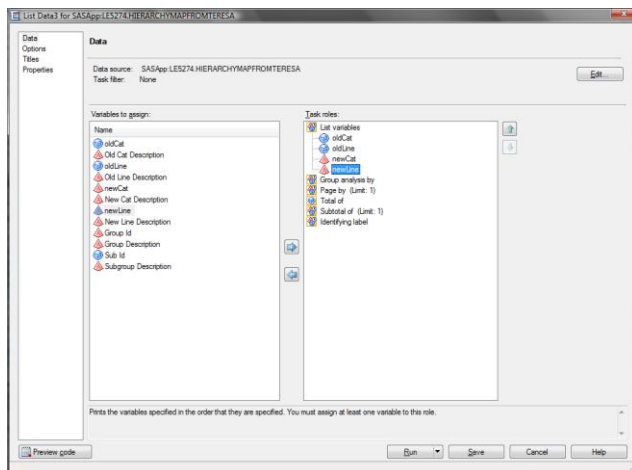 List Data3 for SASApp:LE5274.HIERARCHYMAPFROMTERESA
Data
Options
Titles
Properties
Data
Data source: SASApp:LE5274.HIERARCHYMAPFROMTERESA
Task filter: None
Edit...
Variables to assign:
Name
oldCat
Old Cat Description
oldLine
Old Line Description
newCat
New Cat Description
newLine
New Line Description
Group Id
Group Description
Sub Id
Subgroup Description
Task roles:
List variables
oldCat
oldLine
newCat
newLine
Group analysis by
Page by (Limit: 1)
Total of
Subtotal of (Limit: 1)
Identifying label
Prints the variables specified in the order that they are specified. You must assign at least one variable to this role.
Preview code
Run
Save
Cancel
Help